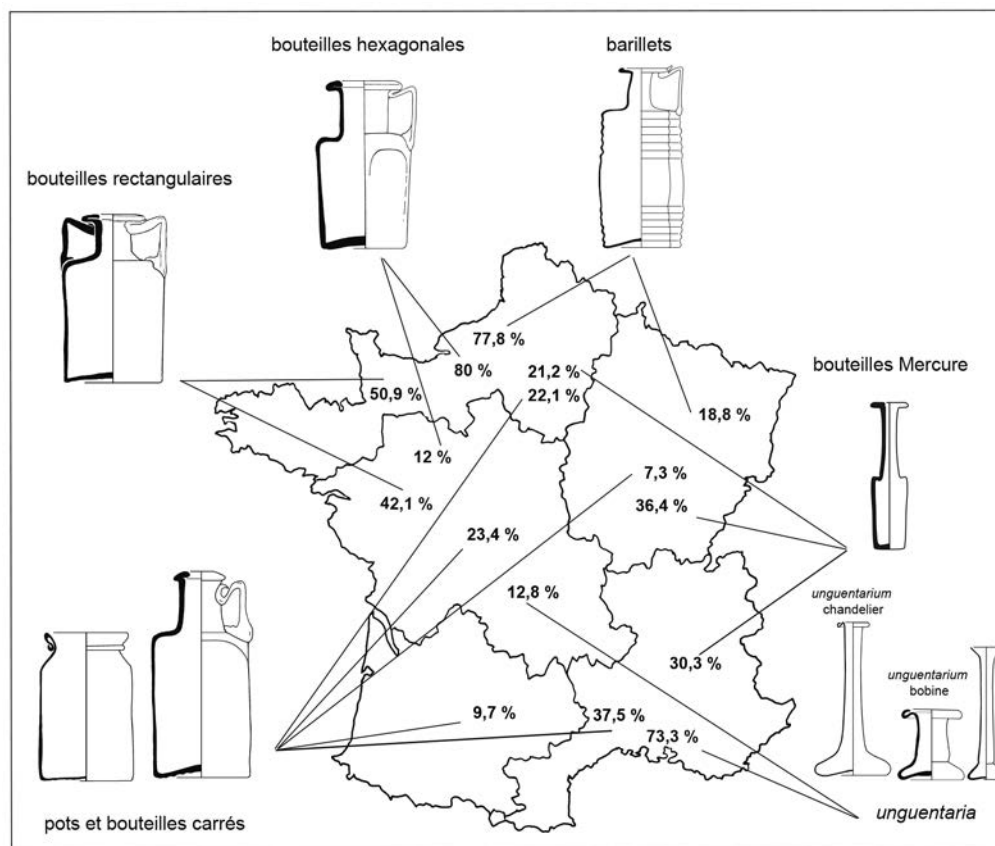 bouteilles hexagonales
barillets
bouteilles rectangulaires
bouteilles Mercure
77,8 %
80 %
21,2 %
50,9 %
22,1 %
18,8 %
12 %
7,3 %
42,1 %
36,4 %
23,4 %
12,8 %
unguentarium
chandelier
30,3 %
unguentarium
bobine
9,7 %
37,5 %
73,3 %
unguentaria
pots et bouteilles carrés